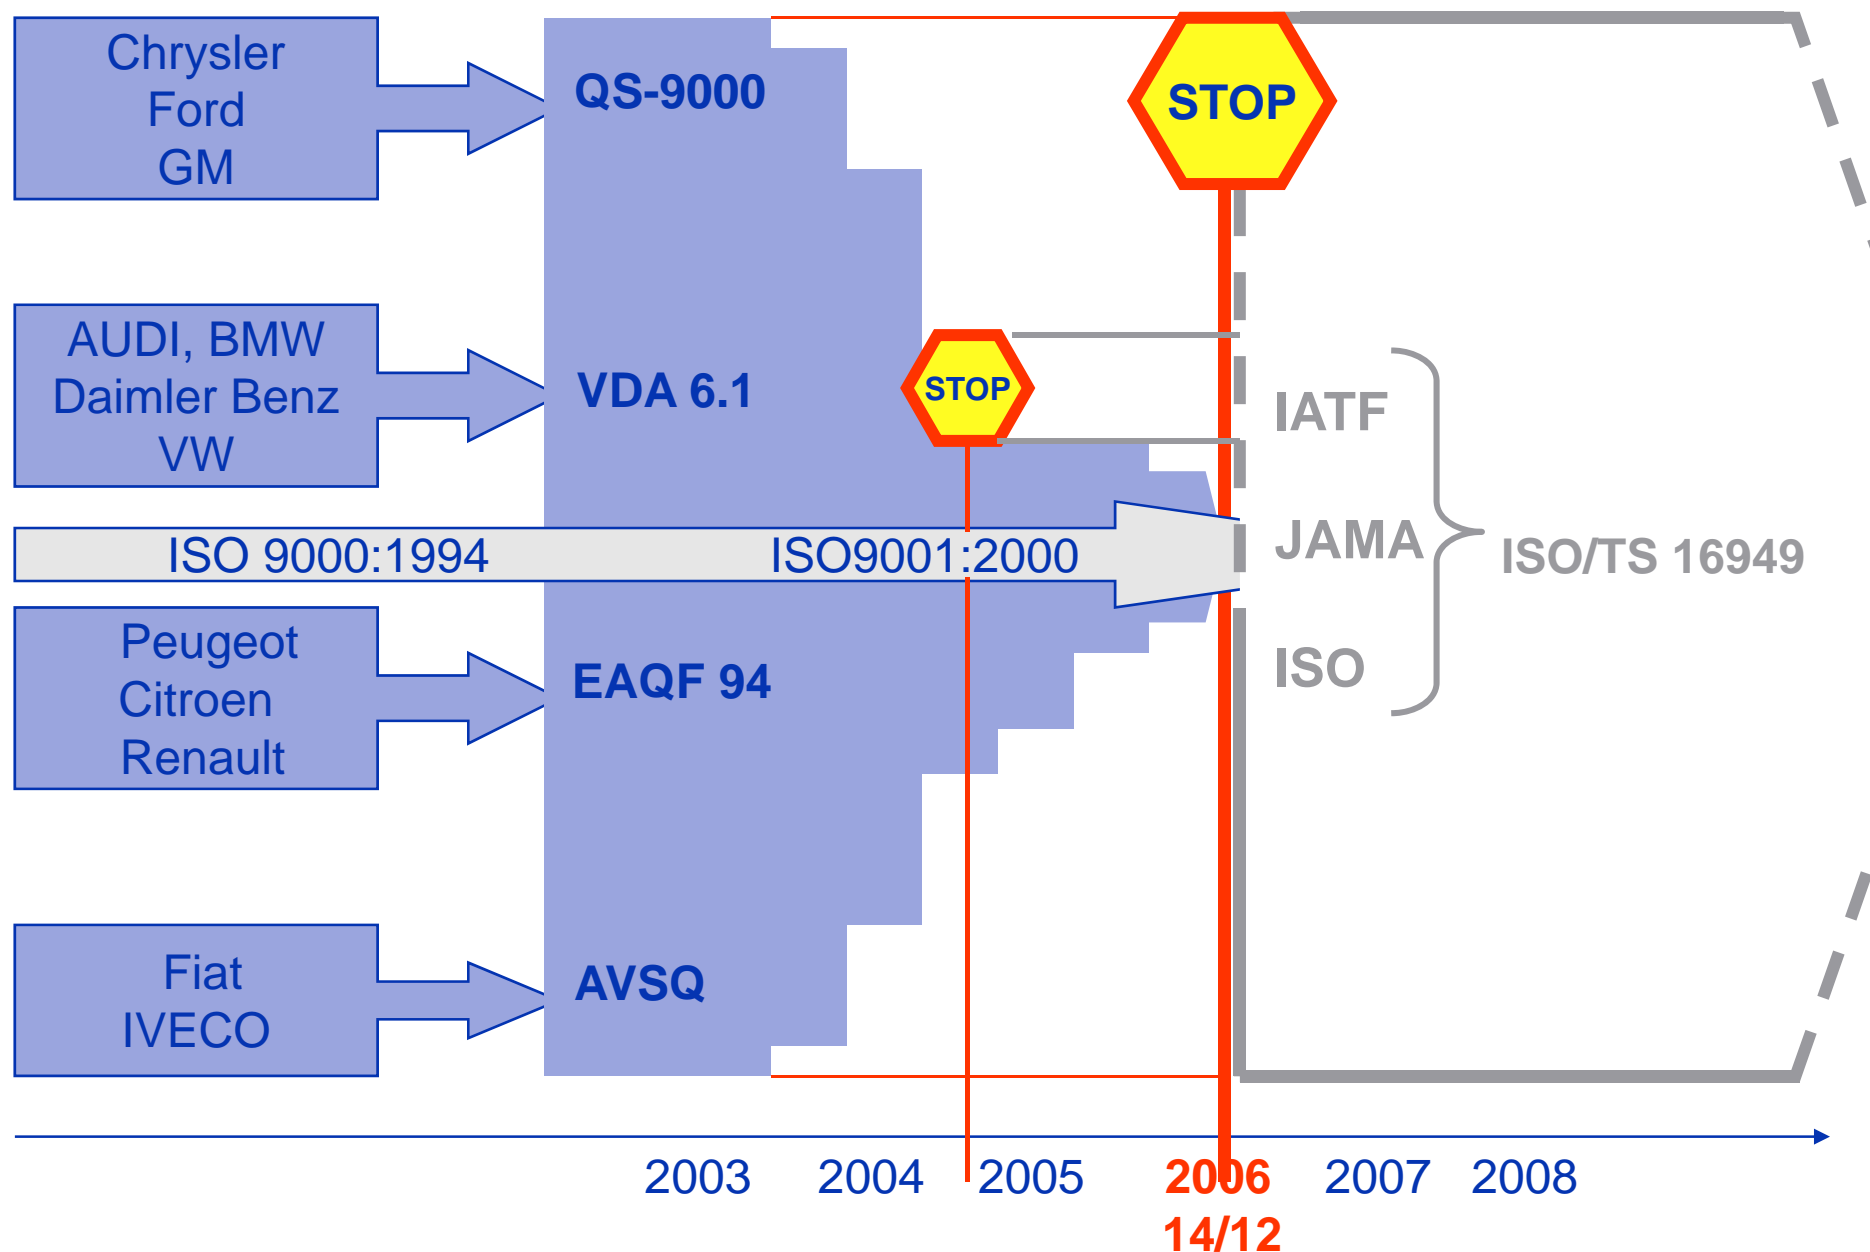 Chrysler
Ford
GM
QS-9000
STOP
AUDI, BMW
Daimler Benz
VW
VDA 6.1
STOP
IATF
JAMA
ISO
ISO/TS 16949
ISO 9000:1994
ISO9001:2000
Peugeot
Citroen
Renault
EAQF 94
Fiat
IVECO
AVSQ
2003 2004 2005 2006 2007 2008
14/12